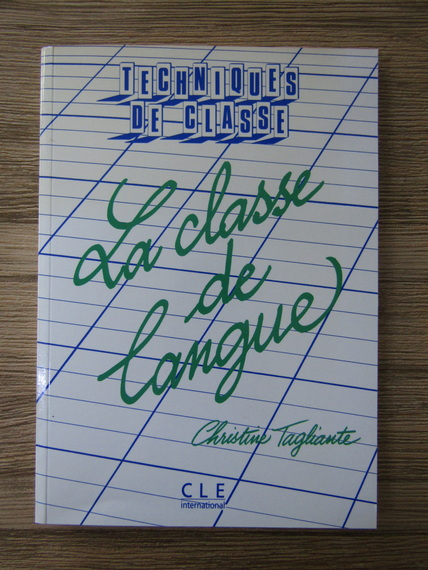 TECHNIQUES
DE CLASSE
La classe
de
langue
Christine Tagliante
CLE
international